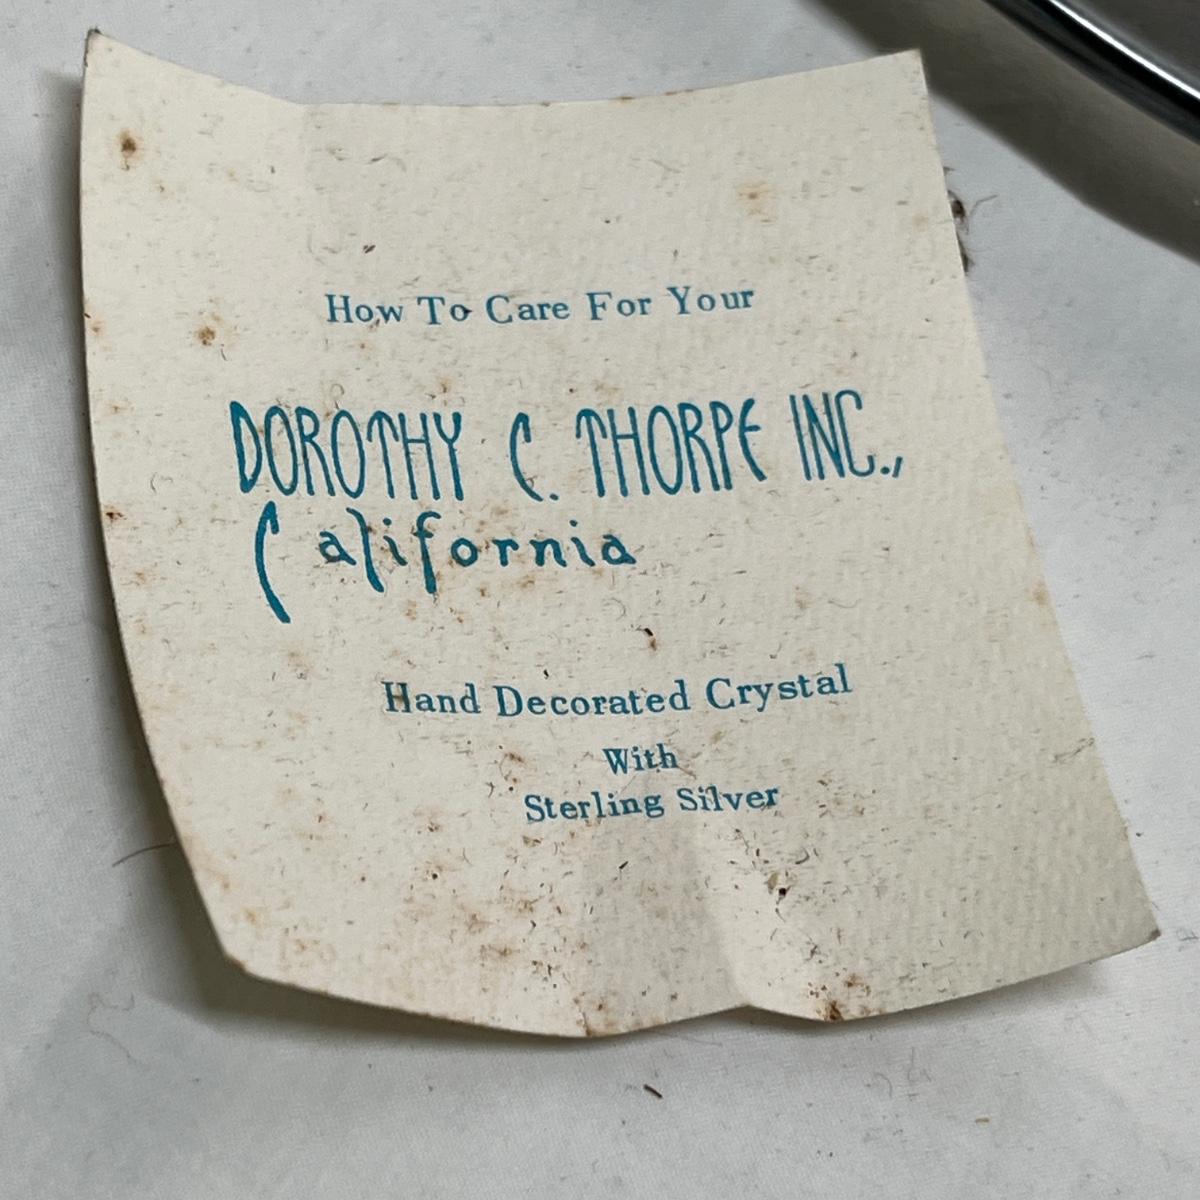 How To Care For Your
DOROTHY C. THORPE INC.,
California
Hand Decorated Crystal
With
Sterling Silver